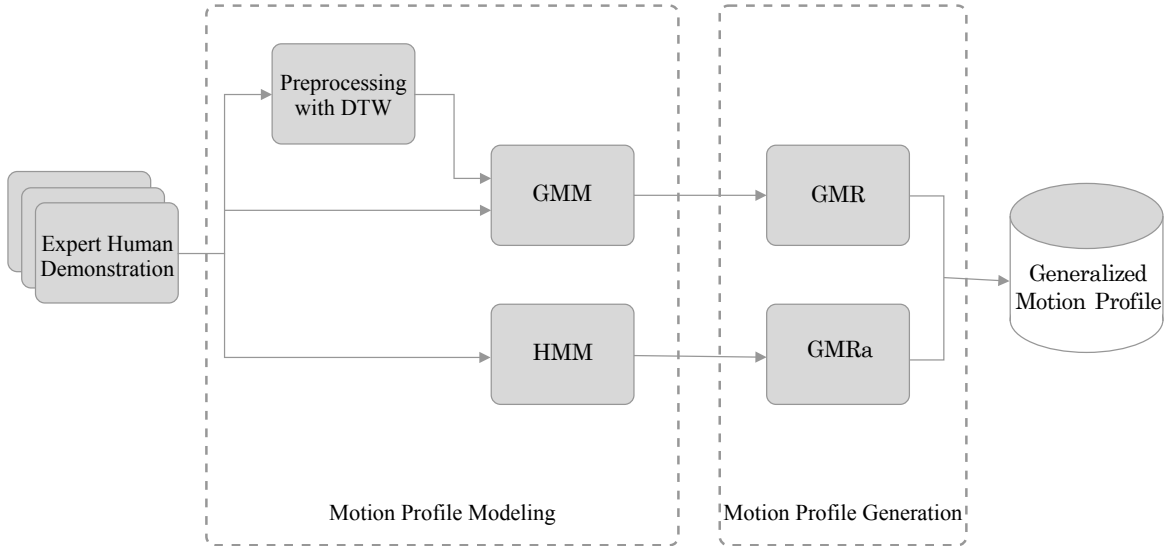 Preprocessing
with DTW
Expert Human
Demonstration
GMM
HMM
Motion Profile Modeling
GMR
GMRa
Motion Profile Generation
Generalized
Motion Profile